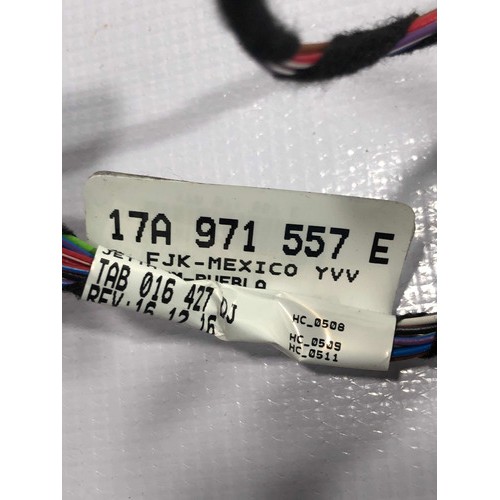 17A 971 557 E
FJK-MEXICO YVV
TAB 016 427 DJ
REV:16.12.16
HC_0508
HC_0509
HC_0511